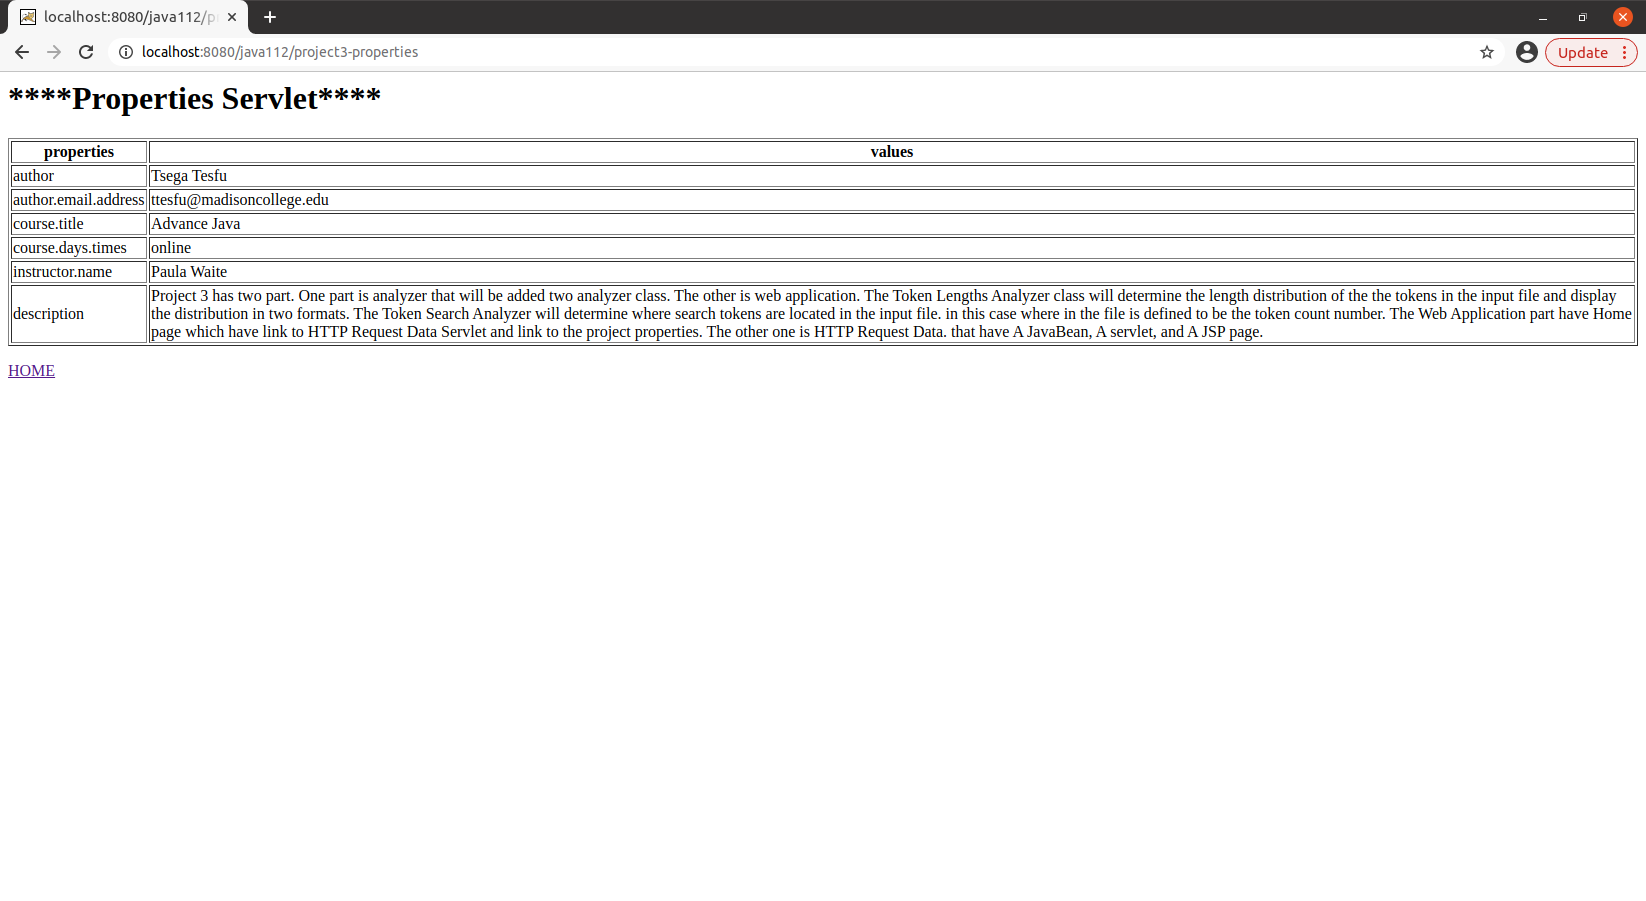 localhost:8080/java112/pr
localhost:8080/java112/project3-properties
Update
****Properties Servlet****
properties values
author Tsega Tesfu
author.email.address ttesfu@madisoncollege.edu
course.title Advance Java
course.days.times online
instructor.name Paula Waite
description
Project 3 has two part. One part is analyzer that will be added two analyzer class. The other is web application. The Token Lengths Analyzer class will determine the length distribution of the the tokens in the input file and display
the distribution in two formats. The Token Search Analyzer will determine where search tokens are located in the input file. in this case where in the file is defined to be the token count number. The Web Application part have Home
page which have link to HTTP Request Data Servlet and link to the project properties. The other one is HTTP Request Data. that have A JavaBean, A servlet, and A JSP page.
HOME